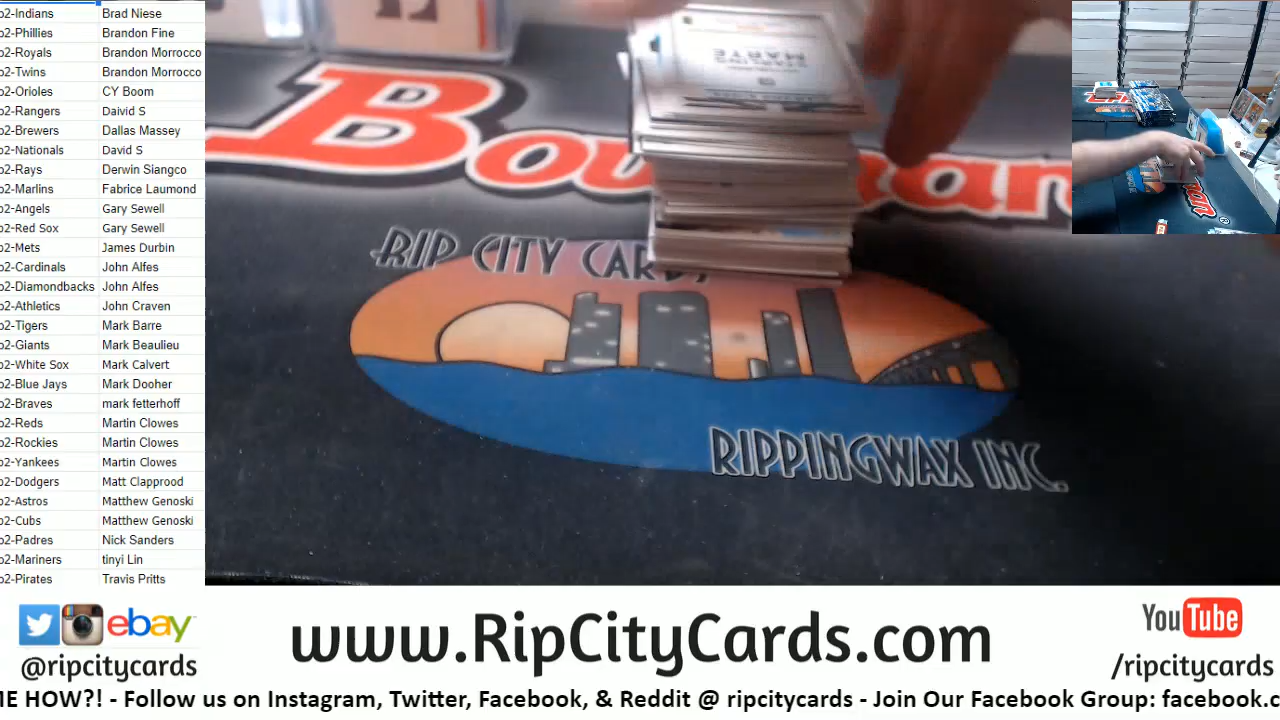 o2-Indians Brad Niese
o2-Phillies Brandon Fine
o2-Royals Brandon Morrocco
o2-Twins Brandon Morrocco
o2-Orioles CY Boom
o2-Rangers Daivid S
o2-Brewers Dallas Massey
o2-Nationals David S
o2-Rays Derwin Siangco
o2-Marlins Fabrice Laumond
o2-Angels Gary Sewell
o2-Red Sox Gary Sewell
o2-Mets James Durbin
o2-Cardinals John Alfes
o2-Diamondbacks John Alfes
o2-Athletics John Craven
o2-Tigers Mark Barre
o2-Giants Mark Beaulieu
o2-White Sox Mark Calvert
o2-Blue Jays Mark Dooher
o2-Braves mark fetterhoff
o2-Reds Martin Clowes
o2-Rockies Martin Clowes
o2-Yankees Martin Clowes
o2-Dodgers Matt Clapprood
o2-Astros Matthew Genoski
o2-Cubs Matthew Genoski
o2-Padres Nick Sanders
o2-Mariners tinyi Lin
o2-Pirates Travis Pritts
MARTE
Bowman
RIP CITY CARDS
RIPPINGWAX INC.
ebay
@ripcitycards
www.RipCityCards.com
YouTube
/ripcitycards
ME HOW?! - Follow us on Instagram, Twitter, Facebook, & Reddit @ ripcitycards - Join Our Facebook Group: facebook.c